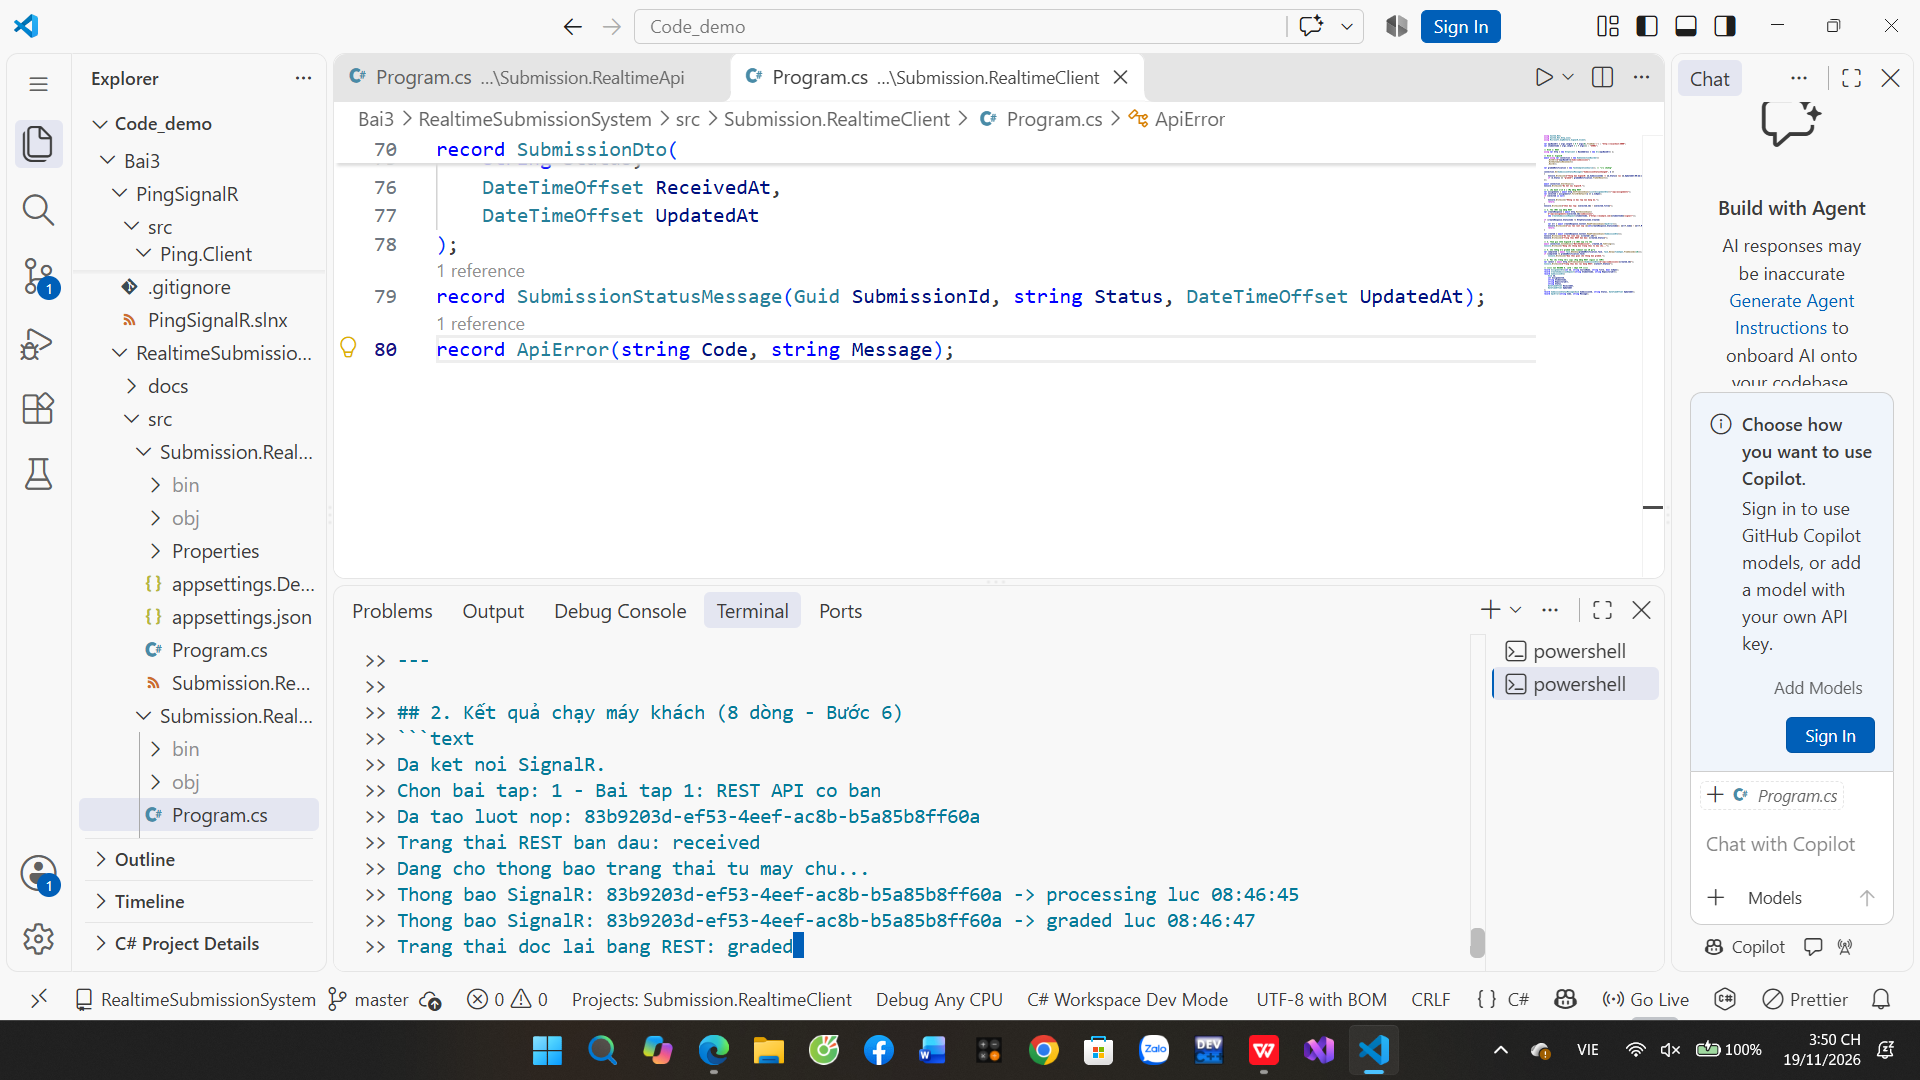 Code_demo
Sign In
Explorer
Code_demo
Bai3
PingSignalR
src
Ping.Client
.gitignore
PingSignalR.slnx
RealtimeSubmissio...
docs
src
Submission.Real...
bin
obj
Properties
appsettings.De...
appsettings.json
Program.cs
Submission.Re...
Submission.Real...
bin
obj
Program.cs
Outline
Timeline
C# Project Details
1
1
Program.cs ...\Submission.RealtimeApi
Program.cs ...\Submission.RealtimeClient
Bai3 > RealtimeSubmissionSystem > src > Submission.RealtimeClient > Program.cs > ApiError
70 record SubmissionDto(
76 DateTimeOffset ReceivedAt,
77 DateTimeOffset UpdatedAt
78 );
1 reference
79 record SubmissionStatusMessage(Guid SubmissionId, string Status, DateTimeOffset UpdatedAt);
1 reference
80 record ApiError(string Code, string Message);
Problems Output Debug Console Terminal Ports
>> ---
>>
>> ## 2. Kết quả chạy máy khách (8 dòng - Bước 6)
>> ```text
>> Da ket noi SignalR.
>> Chon bai tap: 1 - Bai tap 1: REST API co ban
>> Da tao luot nop: 83b9203d-ef53-4eef-ac8b-b5a85b8ff60a
>> Trang thai REST ban dau: received
>> Dang cho thong bao trang thai tu may chu...
>> Thong bao SignalR: 83b9203d-ef53-4eef-ac8b-b5a85b8ff60a -> processing luc 08:46:45
>> Thong bao SignalR: 83b9203d-ef53-4eef-ac8b-b5a85b8ff60a -> graded luc 08:46:47
>> Trang thai doc lai bang REST: graded
powershell
powershell
Chat
Build with Agent
AI responses may
be inaccurate
Generate Agent
Instructions to
onboard AI onto
your codebase
Choose how
you want to use
Copilot.
Sign in to use
GitHub Copilot
models, or add
a model with
your own API
key.
Add Models
Sign In
Program.cs
Chat with Copilot
Models
Copilot
RealtimeSubmissionSystem master 0 0 Projects: Submission.RealtimeClient Debug Any CPU C# Workspace Dev Mode UTF-8 with BOM CRLF {} C# Go Live Prettier
Zalo
DEV
VIE
100%
3:50 CH
19/11/2026